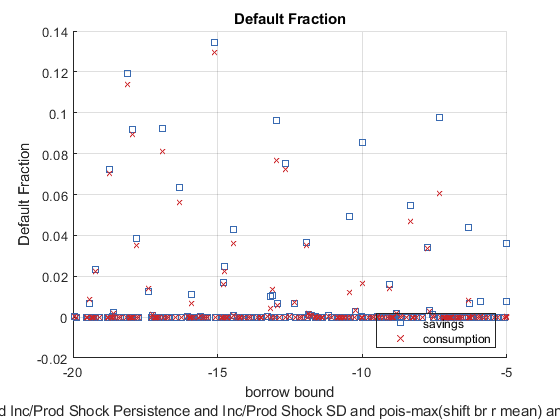 Default Fraction
0.14
0.12
0.1
0.08
0.06
0.04
0.02
0
-0.02
Default Fraction
-20
-15
-10
-5
savings
consumption
borrow bound
d Inc/Prod Shock Persistence and Inc/Prod Shock SD and pois-max(shift br r mean) an